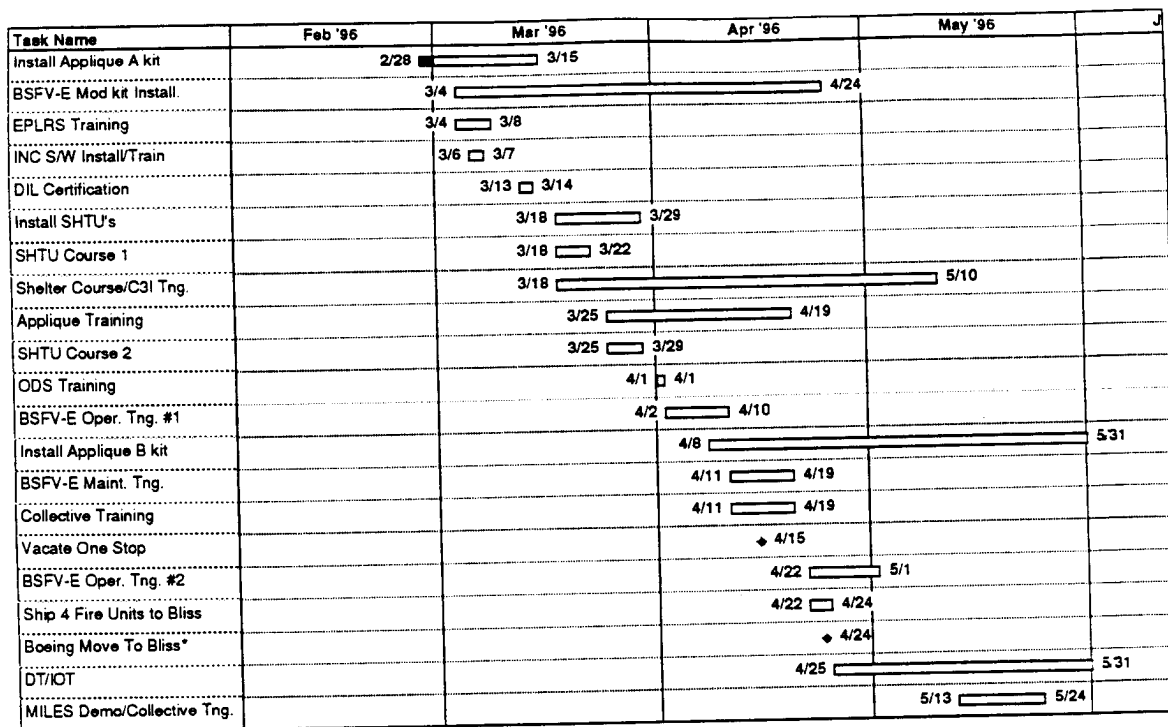 Task Name Feb '96 Mar '96 Apr '96 May '96 J
Install Applique A kit 2/28 3/15
BSFV-E Mod kit Install. 3/4 4/24
EPLRS Training 3/4 3/8
INC S/W Install/Train 3/6 3/7
DIL Certification 3/13 3/14
Install SHTU's 3/18 3/29
SHTU Course 1 3/18 3/22
Shelter Course/C3I Tng. 3/18 5/10
Applique Training 3/25 4/19
SHTU Course 2 3/25 3/29
ODS Training 4/1 4/1
BSFV-E Oper. Tng. #1 4/2 4/10
Install Applique B kit 4/8 5/31
BSFV-E Maint. Tng. 4/11 4/19
Collective Training 4/11 4/19
Vacate One Stop 4/15
BSFV-E Oper. Tng. #2 4/22 5/1
Ship 4 Fire Units to Bliss 4/22 4/24
Boeing Move To Bliss* 4/24
DT/IOT 4/25 5/31
MILES Demo/Collective Tng. 5/13 5/24